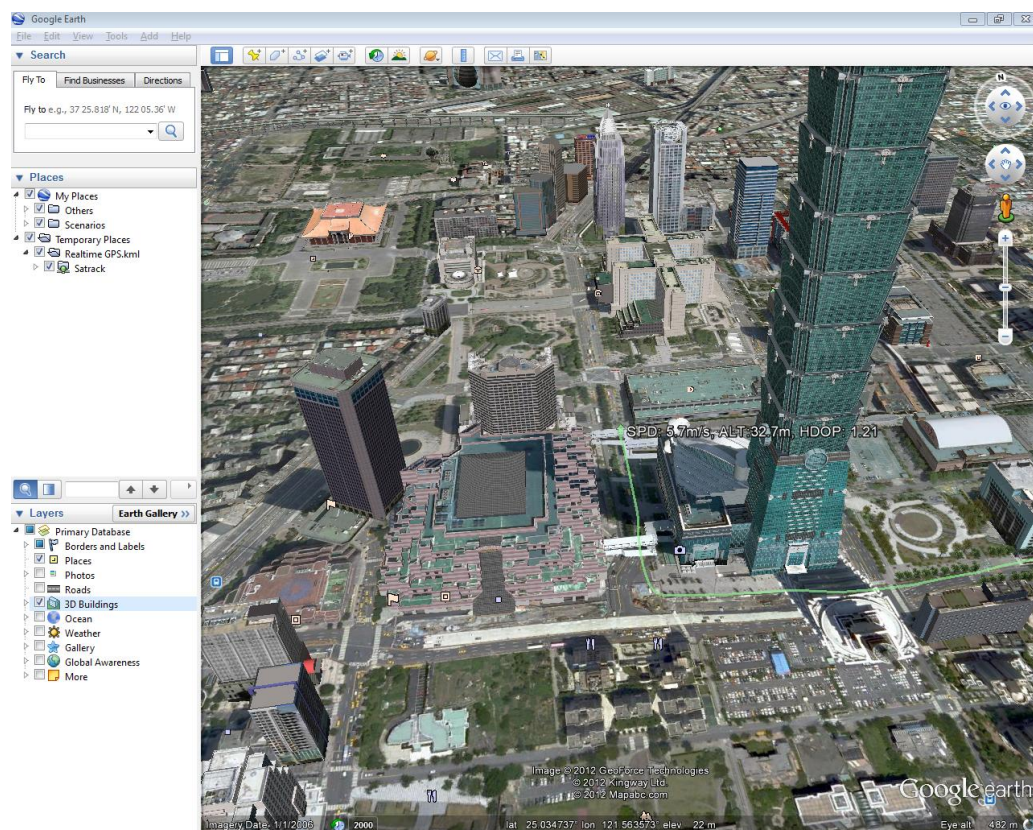 Google Earth
File Edit View Tools Add Help
Search
Fly To Find Businesses Directions
Fly to e.g., 37 25.818' N, 122 05.36' W
Places
My Places
Others
Scenarios
Temporary Places
Realtime GPS.kml
Satrack
Layers Earth Gallery >>
Primary Database
Borders and Labels
Places
Photos
Roads
3D Buildings
Ocean
Weather
Gallery
Global Awareness
More
N
SPD: 5.7m/s, ALT:32.7m, HDOP: 1.21
Image © 2012 GeoForce Technologies
© 2012 Kingway Ltd.
© 2012 Mapabc.com
Google earth
Imagery Date: 1/1/2006 2000 lat 25.034737° lon 121.563573° elev 22 m Eye alt 482 m